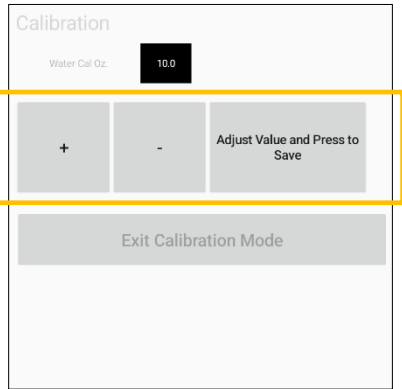 Calibration
Water Cal Oz: 10.0
+ - Adjust Value and Press to
Save
Exit Calibration Mode